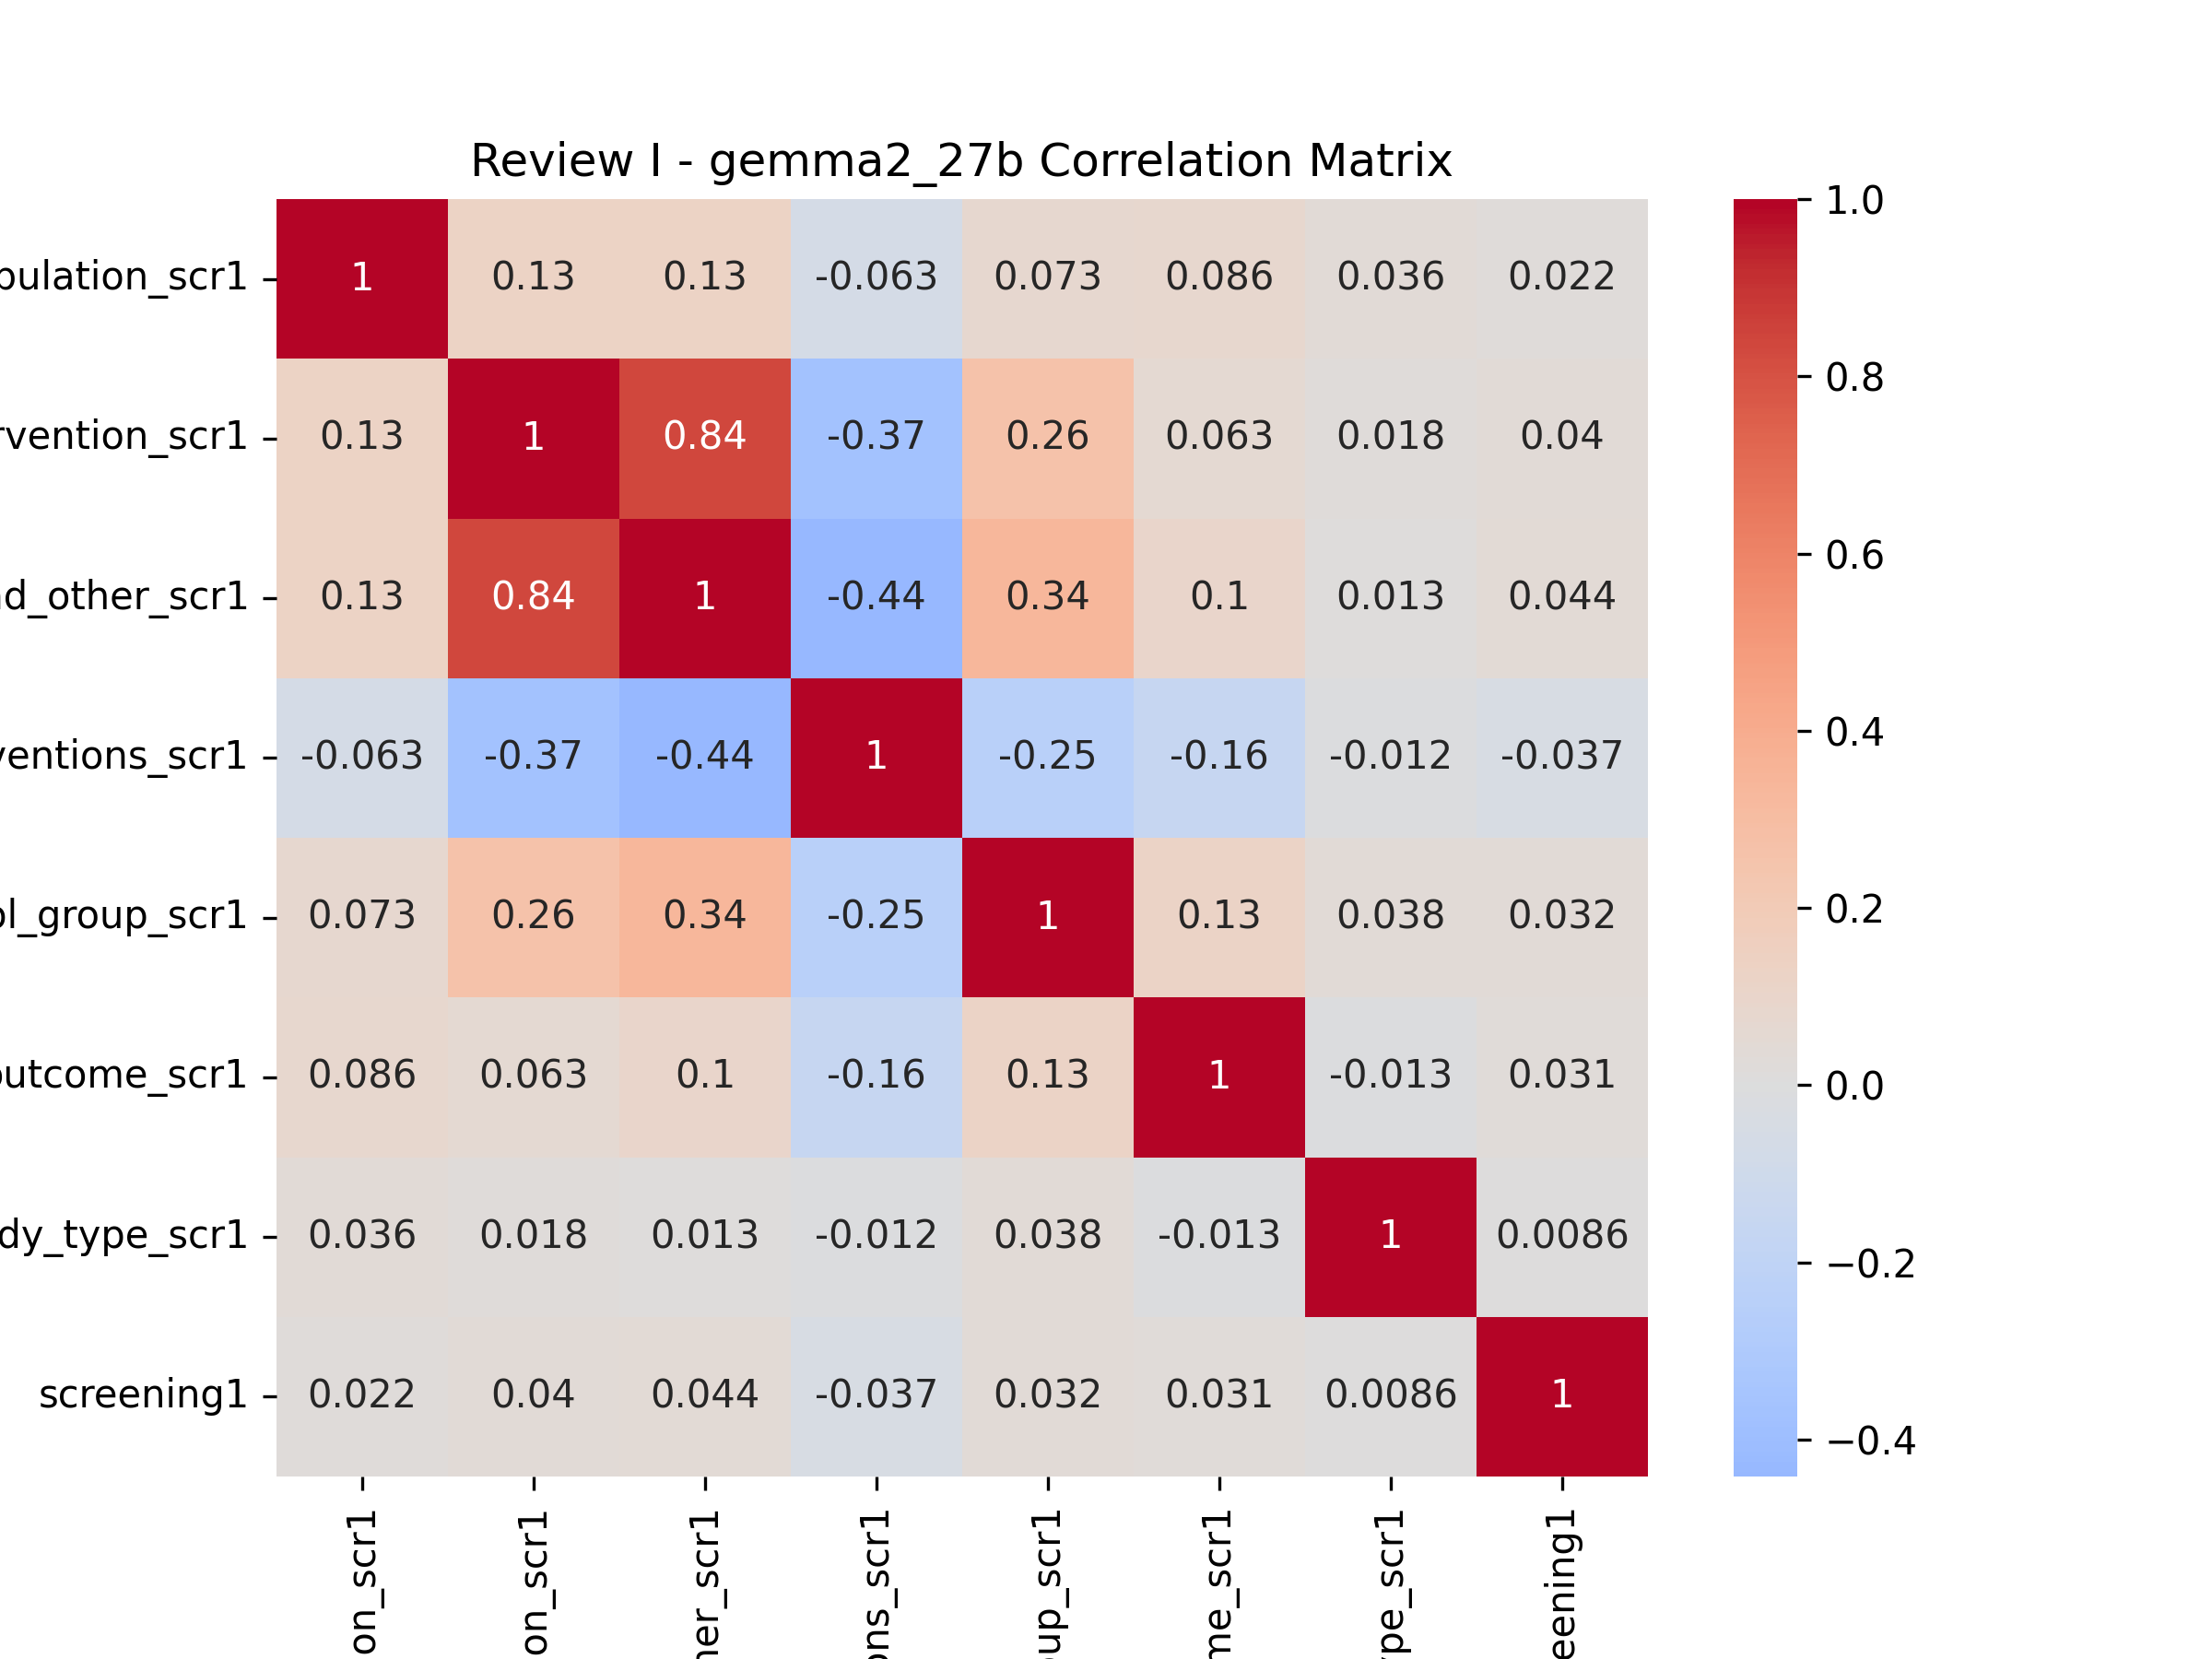 Review I - gemma2_27b Correlation Matrix
1.0
bulation_scr1 1 0.13 0.13 -0.063 0.073 0.086 0.036 0.022
0.8
rvention_scr1 0.13 1 0.84 -0.37 0.26 0.063 0.018 0.04
0.6
d_other_scr1 0.13 0.84 1 -0.44 0.34 0.1 0.013 0.044
0.4
ventions_scr1 -0.063 -0.37 -0.44 1 -0.25 -0.16 -0.012 -0.037
0.2
ol_group_scr1 0.073 0.26 0.34 -0.25 1 0.13 0.038 0.032
outcome_scr1 0.086 0.063 0.1 -0.16 0.13 1 -0.013 0.031
0.0
dy_type_scr1 0.036 0.018 0.013 -0.012 0.038 -0.013 1 0.0086
−0.2
screening1 0.022 0.04 0.044 -0.037 0.032 0.031 0.0086 1
−0.4
on_scr1
on_scr1
ner_scr1
ons_scr1
oup_scr1
me_scr1
ype_scr1
eening1